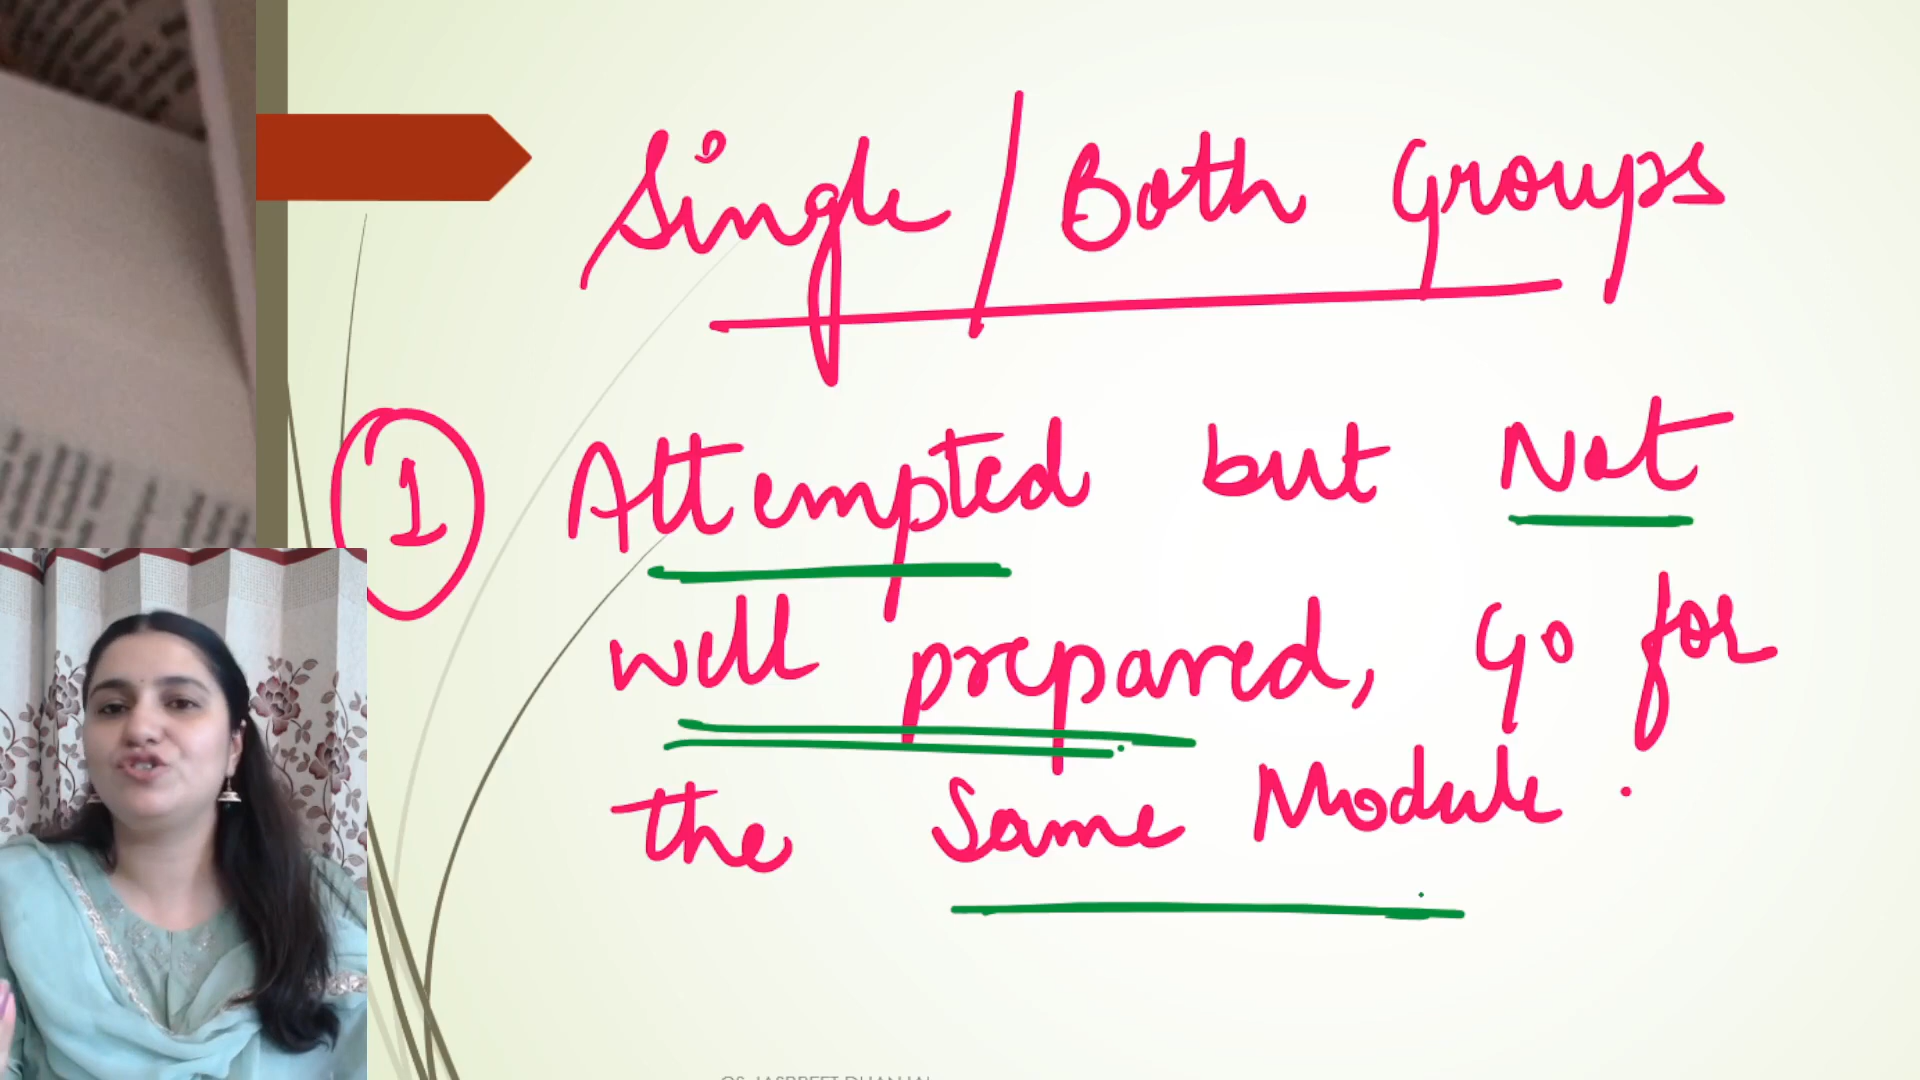 Single / Both Groups
1 Attempted but Not
well prepared, Go for
the Same Module.